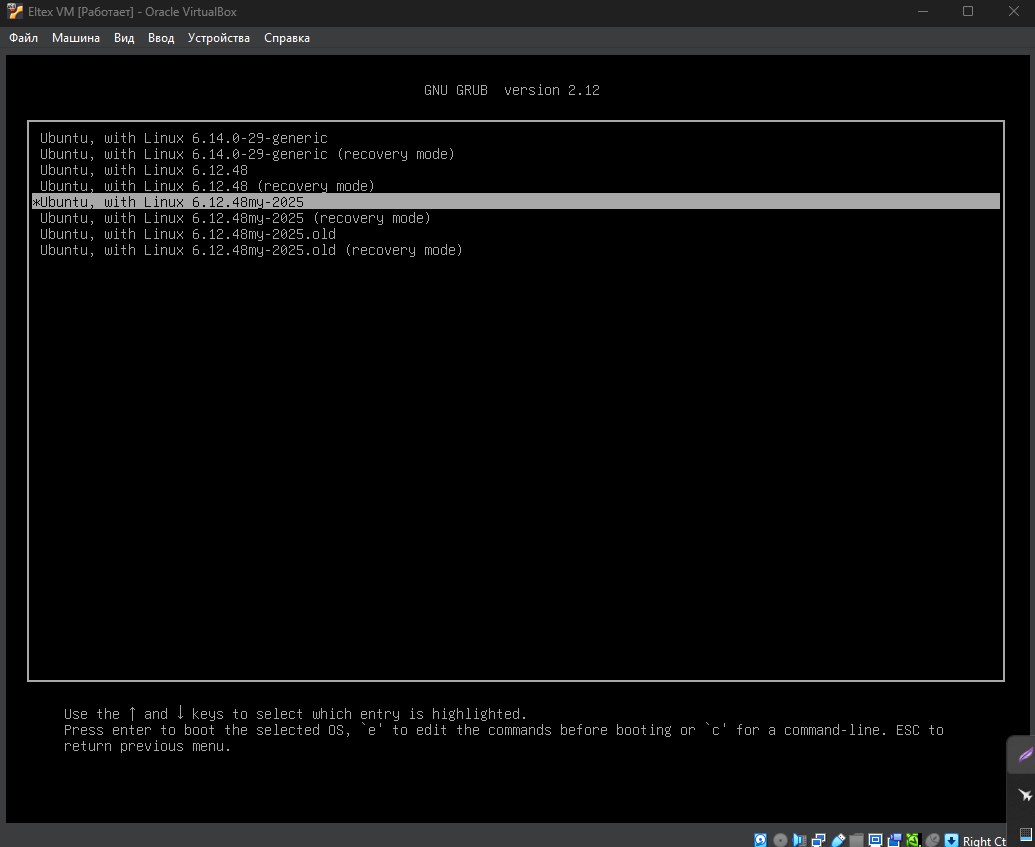 Eltex VM [Работает] - Oracle VirtualBox
Файл Машина Вид Ввод Устройства Справка
GNU GRUB version 2.12
Ubuntu, with Linux 6.14.0-29-generic
Ubuntu, with Linux 6.14.0-29-generic (recovery mode)
Ubuntu, with Linux 6.12.48
Ubuntu, with Linux 6.12.48 (recovery mode)
*Ubuntu, with Linux 6.12.48my-2025
Ubuntu, with Linux 6.12.48my-2025 (recovery mode)
Ubuntu, with Linux 6.12.48my-2025.old
Ubuntu, with Linux 6.12.48my-2025.old (recovery mode)
Use the ↑ and ↓ keys to select which entry is highlighted.
Press enter to boot the selected OS, `e' to edit the commands before booting or `c' for a command-line. ESC to
return previous menu.
Right Ct